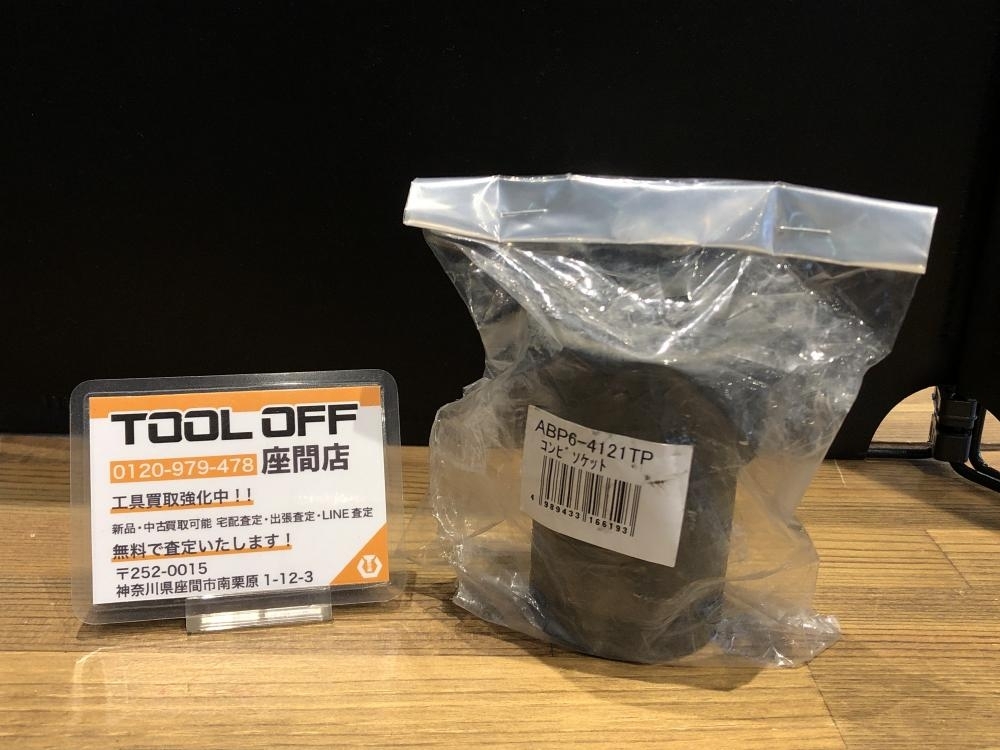 TOOL OFF
0120-979-478 座間店
工具買取強化中！！
新品・中古買取可能 宅配査定・出張査定・LINE査定
無料で査定いたします！
〒252-0015
神奈川県座間市南栗原1-12-3
ABP6-4121TP
コンビソケット
4 989433 166193